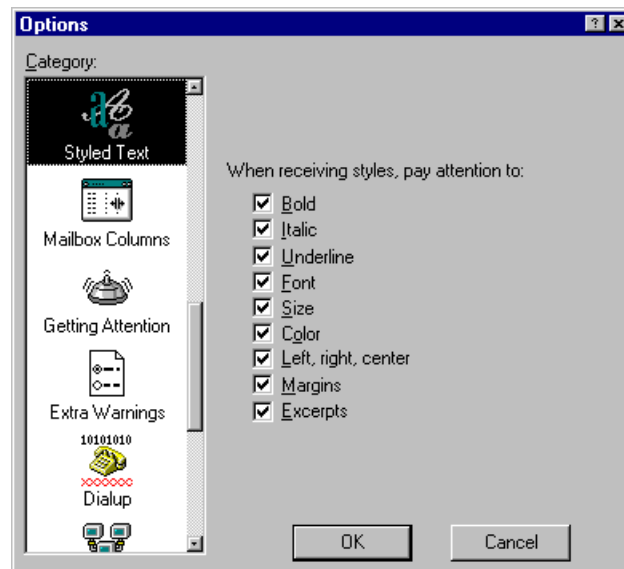 Options
Category:
Styled Text
Mailbox Columns
Getting Attention
Extra Warnings
10101010
Dialup
When receiving styles, pay attention to:
Bold
Italic
Underline
Font
Size
Color
Left, right, center
Margins
Excerpts
OK
Cancel